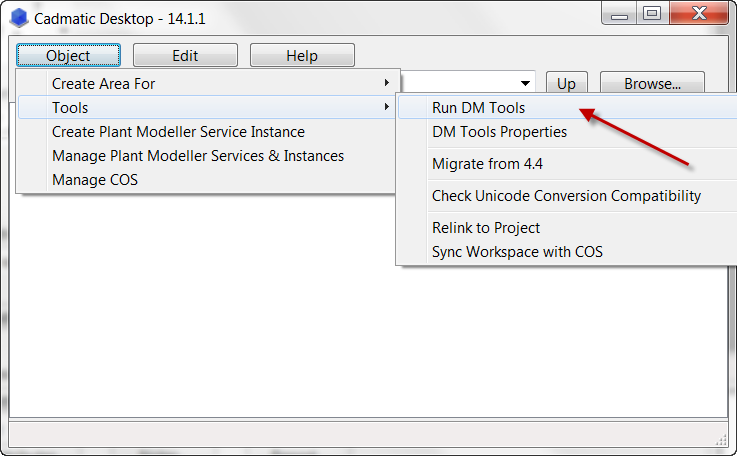 Cadmatic Desktop - 14.1.1
Object Edit Help
Up Browse...
Create Area For
Tools
Create Plant Modeller Service Instance
Manage Plant Modeller Services & Instances
Manage COS
Run DM Tools
DM Tools Properties
Migrate from 4.4
Check Unicode Conversion Compatibility
Relink to Project
Sync Workspace with COS